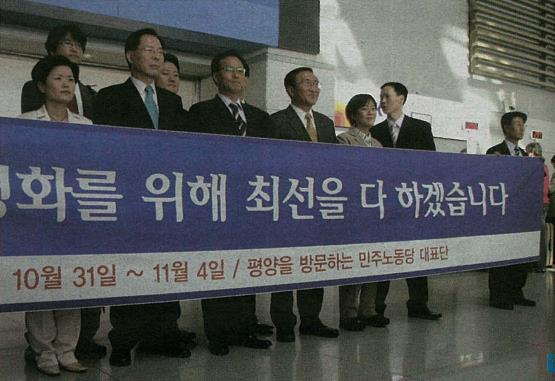 화를 위해 최선을 다 하겠습니다
10월 31일 ~ 11월 4일 / 평양을 방문하는 민주노동당 대표단